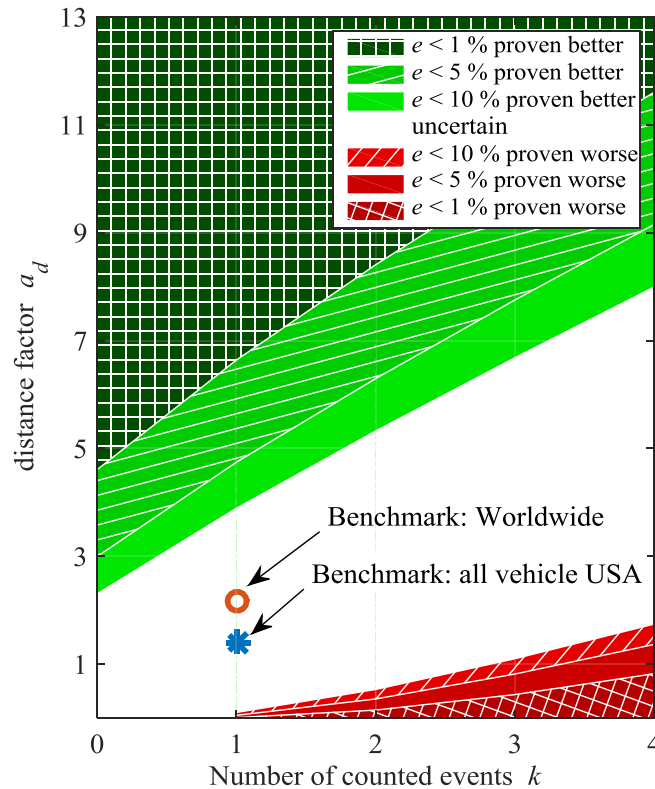 13
11
9
7
5
3
1
distance factor a_d
e < 1 % proven better
e < 5 % proven better
e < 10 % proven better
uncertain
e < 10 % proven worse
e < 5 % proven worse
e < 1 % proven worse
Benchmark: Worldwide
Benchmark: all vehicle USA
0 1 2 3 4
Number of counted events k